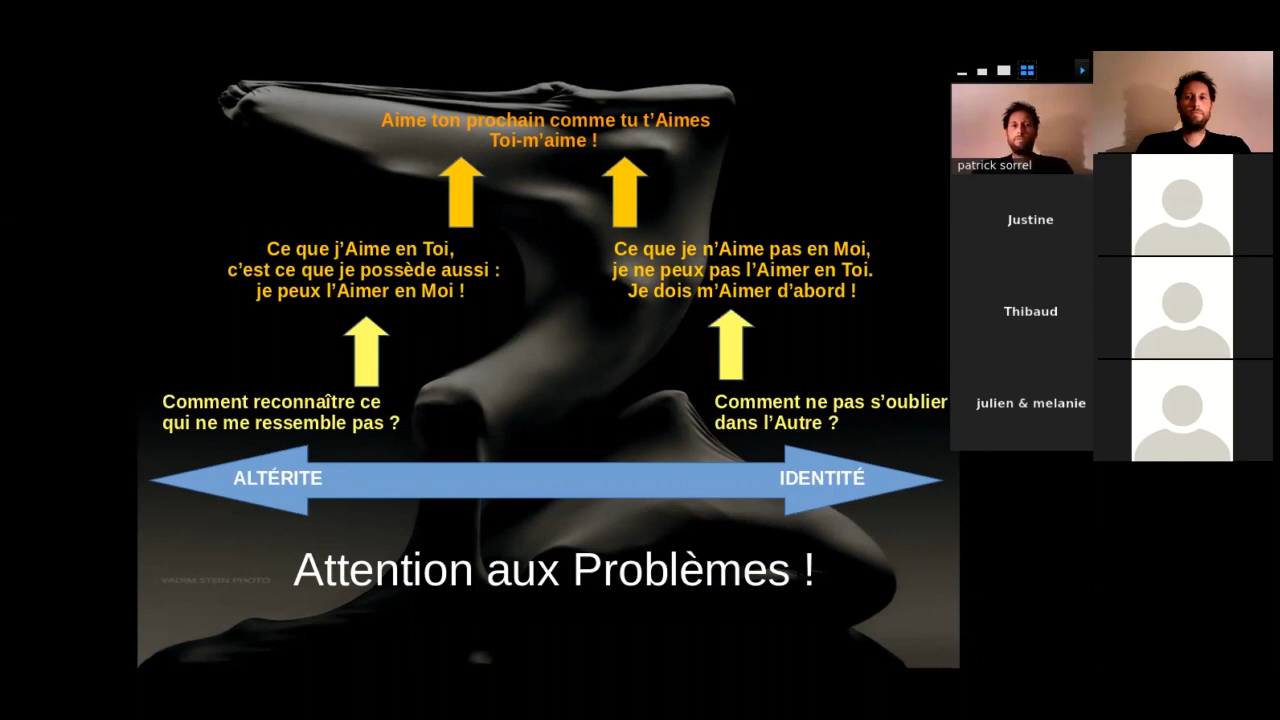 Aime ton prochain comme tu t'Aimes
Toi-m'aime !
Ce que j'Aime en Toi,
c'est ce que je possède aussi :
je peux l'Aimer en Moi !
Ce que je n'Aime pas en Moi,
je ne peux pas l'Aimer en Toi.
Je dois m'Aimer d'abord !
Comment reconnaître ce
qui ne me ressemble pas ?
Comment ne pas s'oublier
dans l'Autre ?
ALTÉRITE
IDENTITÉ
VADIM STEIN PHOTO
Attention aux Problèmes !
patrick sorrel
Justine
Thibaud
julien & melanie